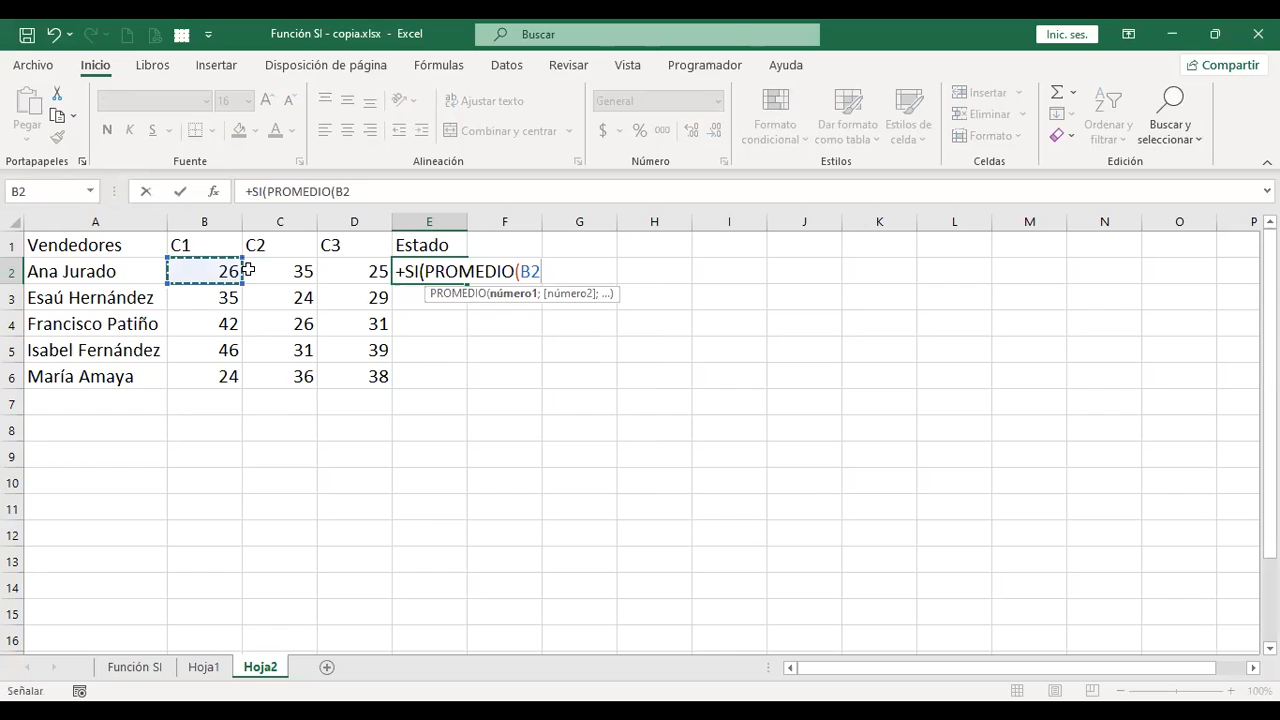 Función SI - copia.xlsx - Excel
Buscar
Inic. ses.
Archivo Inicio Libros Insertar Disposición de página Fórmulas Datos Revisar Vista Programador Ayuda Compartir
Pegar
16
N K S
Ajustar texto
Combinar y centrar
General
$ % 000
Formato condicional
Dar formato como tabla
Estilos de celda
Insertar
Eliminar
Formato
Ordenar y filtrar
Buscar y seleccionar
Portapapeles Fuente Alineación Número Estilos Celdas Edición
B2 fx +SI(PROMEDIO(B2
A B C D E F G H I J K L M N O P
1 Vendedores C1 C2 C3 Estado
2 Ana Jurado 26 35 25 +SI(PROMEDIO(B2
PROMEDIO(número1; [número2]; ...)
3 Esaú Hernández 35 24 29
4 Francisco Patiño 42 26 31
5 Isabel Fernández 46 31 39
6 María Amaya 24 36 38
7
8
9
10
11
12
13
14
15
16
Función SI Hoja1 Hoja2
Señalar 100%